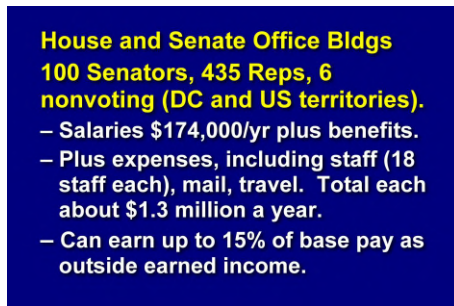 House and Senate Office Bldgs
100 Senators, 435 Reps, 6
nonvoting (DC and US territories).
– Salaries $174,000/yr plus benefits.
– Plus expenses, including staff (18
staff each), mail, travel.  Total each
about $1.3 million a year.
– Can earn up to 15% of base pay as
outside earned income.